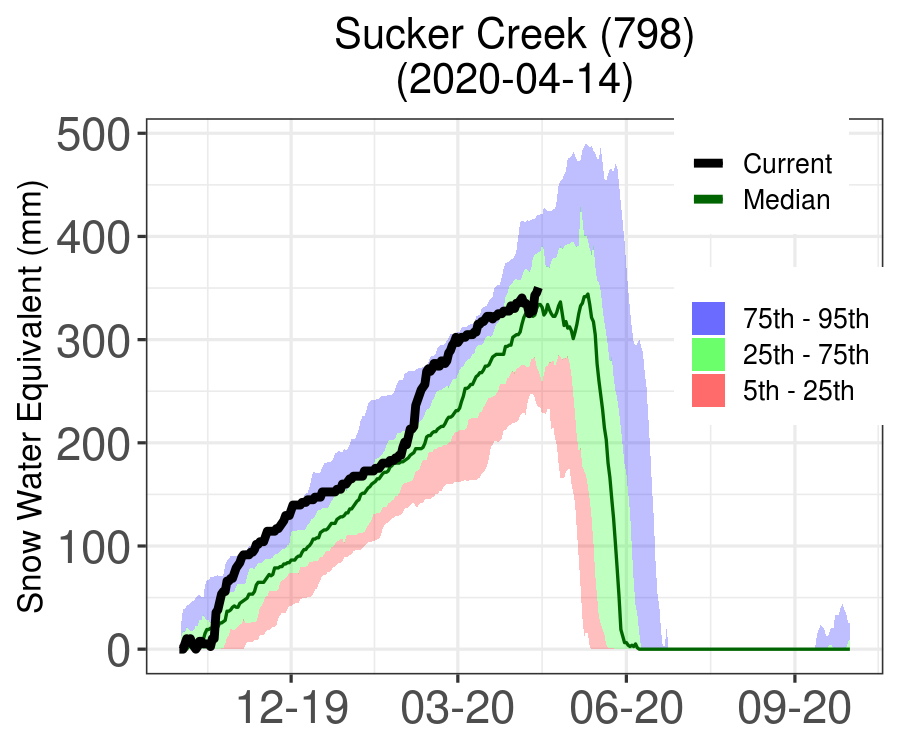 Sucker Creek (798)
(2020-04-14)
Snow Water Equivalent (mm)
500
400
300
200
100
0
12-19
03-20
06-20
09-20
Current
Median
75th - 95th
25th - 75th
5th - 25th